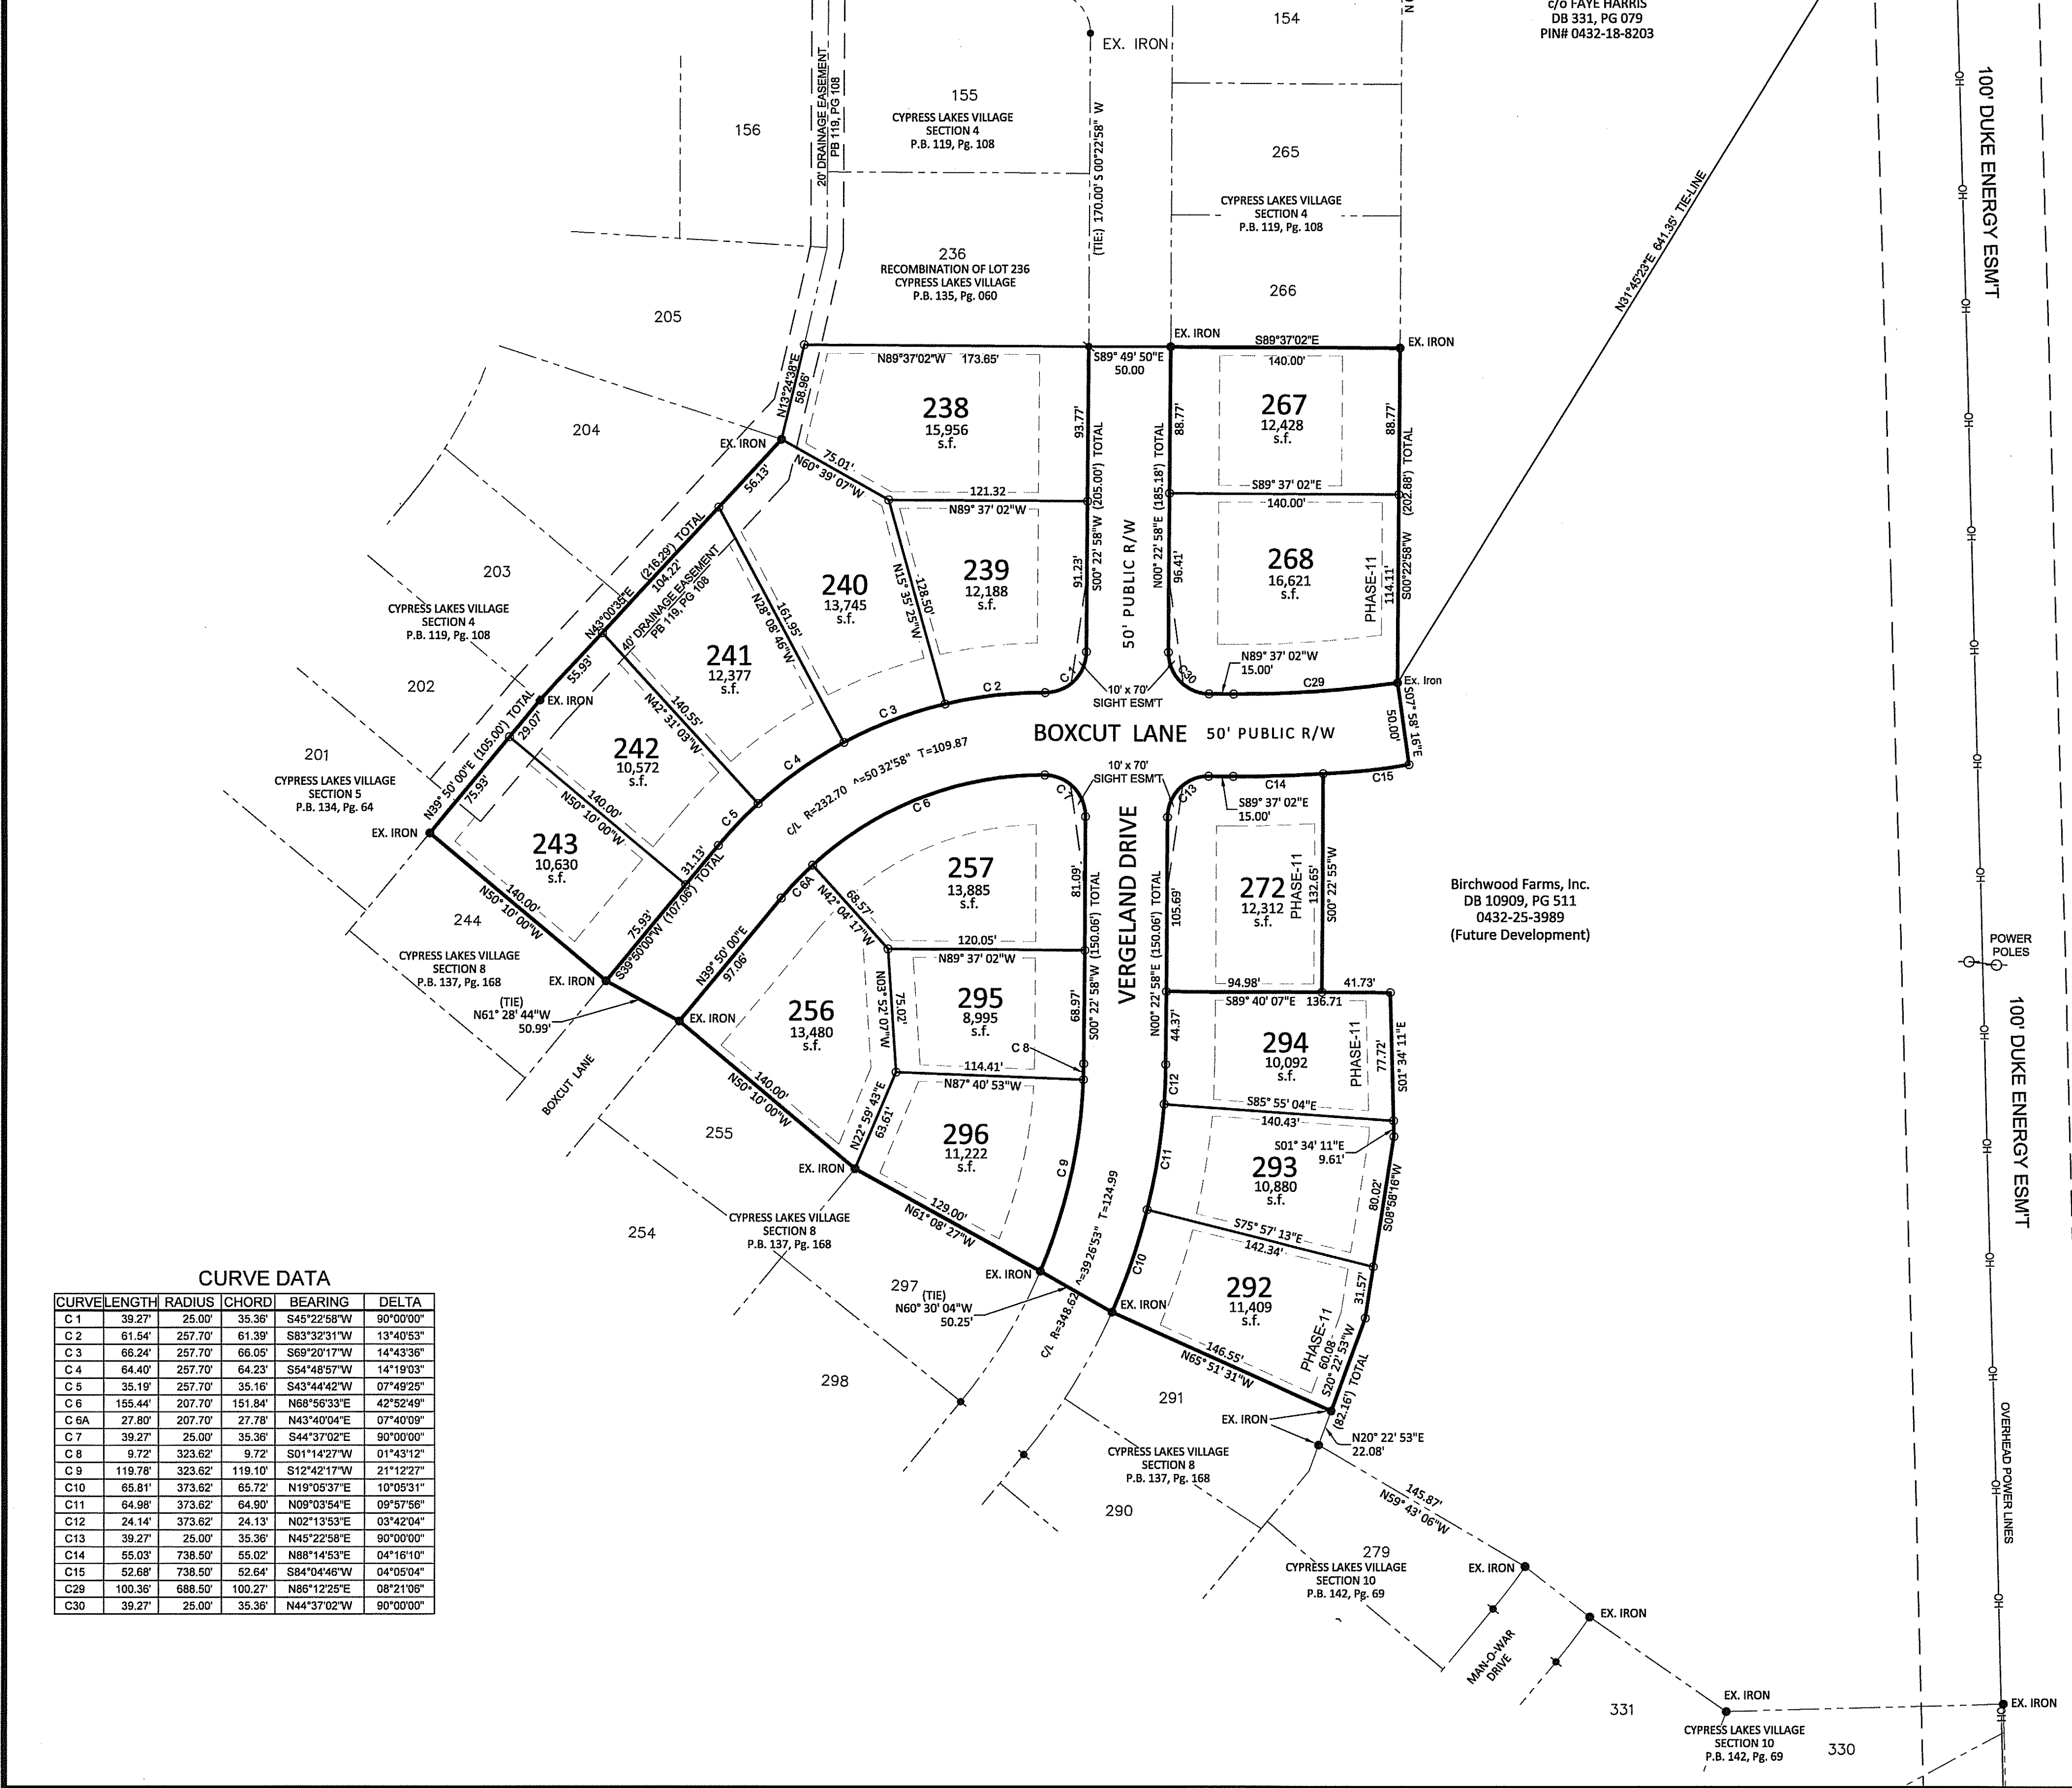 c/o FAYE HARRIS
DB 331, PG 079
PIN# 0432-18-8203
154
EX. IRON
155
CYPRESS LAKES VILLAGE
SECTION 4
P.B. 119, Pg. 108
156
20' DRAINAGE EASEMENT
PB 119, PG 108
(TIE:) 170.00' S 00°22'58" W
265
CYPRESS LAKES VILLAGE
SECTION 4
P.B. 119, Pg. 108
100' DUKE ENERGY ESM'T
N31°45'23"E 641.35' TIE-LINE
236
RECOMBINATION OF LOT 236
CYPRESS LAKES VILLAGE
P.B. 135, Pg. 060
266
205
EX. IRON
S89°37'02"E
140.00'
EX. IRON
N89°37'02"W 173.65'
S89° 49' 50"E
50.00
N13°24'38"E
58.96'
238
15,956
s.f.
93.77'
88.77'
267
12,428
s.f.
88.77'
204
EX. IRON
75.01'
N60° 39' 07"W
56.13'
121.32
N89° 37' 02"W
S00° 22' 58"W (205.00') TOTAL
N00° 22' 58"E (185.18') TOTAL
S89° 37' 02"E
140.00'
S00°22'58"W (202.88') TOTAL
203
CYPRESS LAKES VILLAGE
SECTION 4
P.B. 119, Pg. 108
N43°00'35"E (216.29') TOTAL
104.22'
40' DRAINAGE EASEMENT
PB 119, PG 108
240
13,745
s.f.
161.95'
N28° 08' 46"W
128.50'
N15° 35' 25"W
239
12,188
s.f.
91.23'
50' PUBLIC R/W
96.41'
268
16,621
s.f.
PHASE-11
114.11'
241
12,377
s.f.
55.93'
140.55'
N42° 31' 03"W
C 1
C30
N89° 37' 02"W
15.00'
C29
Ex. Iron
202
EX. IRON
C 2
C 3
10' x 70'
SIGHT ESM'T
S07° 58' 16"E
50.00'
201
CYPRESS LAKES VILLAGE
SECTION 5
P.B. 134, Pg. 64
N39° 50' 00"E (105.00') TOTAL
29.07'
75.93'
242
10,572
s.f.
C 4
BOXCUT LANE 50' PUBLIC R/W
C/L R=232.70 ^=50 32'58" T=109.87
10' x 70'
SIGHT ESM'T
C14
C15
EX. IRON
140.00'
N50° 10' 00"W
C 5
C 6
C 7
C13
S89° 37' 02"E
15.00'
243
10,630
s.f.
31.13'
C 6A
257
13,885
s.f.
81.09'
VERGELAND DRIVE
105.69'
272
12,312
s.f.
PHASE-11
132.65'
S00° 22' 55"W
Birchwood Farms, Inc.
DB 10909, PG 511
0432-25-3989
(Future Development)
244
140.00'
N50° 10' 00"W
75.93'
S39°50'00"W (107.06') TOTAL
68.57'
N42° 04' 17"W
120.05'
N89° 37' 02"W
S00° 22' 58"W (150.06') TOTAL
N00° 22' 58"E (150.06') TOTAL
POWER
POLES
CYPRESS LAKES VILLAGE
SECTION 8
P.B. 137, Pg. 168
EX. IRON
N39° 50' 00"E
97.06'
94.98'
41.73'
S89° 40' 07"E 136.71
(TIE)
N61° 28' 44"W
50.99'
EX. IRON
256
13,480
s.f.
N03° 52' 07"W
75.02'
295
8,995
s.f.
68.97'
44.37'
294
10,092
s.f.
PHASE-11
77.72'
S01° 34' 11"E
100' DUKE ENERGY ESM'T
C 8
BOXCUT LANE
114.41'
N87° 40' 53"W
C12
140.00'
N50° 10' 00"W
S85° 55' 04"E
140.43'
255
N22° 59' 43"E
63.61'
296
11,222
s.f.
C 9
C11
S01° 34' 11"E
9.61'
293
10,880
s.f.
80.02'
S08°58'16"W
EX. IRON
254
CYPRESS LAKES VILLAGE
SECTION 8
P.B. 137, Pg. 168
129.00'
N61° 08' 27"W
S75° 57' 13"E
142.34'
EX. IRON
C10
297
(TIE)
N60° 30' 04"W
50.25'
C/L R=348.62 ^=39 26'53" T=124.99
EX. IRON
292
11,409
s.f.
31.57'
PHASE-11
60.08
S20° 22' 53"W
(82.16') TOTAL
146.55'
N65° 51' 31"W
298
291
EX. IRON
N20° 22' 53"E
22.08'
CYPRESS LAKES VILLAGE
SECTION 8
P.B. 137, Pg. 168
290
145.87'
N59° 43' 06"W
OVERHEAD POWER LINES
279
CYPRESS LAKES VILLAGE
SECTION 10
P.B. 142, Pg. 69
EX. IRON
EX. IRON
MAN-O-WAR
DRIVE
331
EX. IRON
EX. IRON
CYPRESS LAKES VILLAGE
SECTION 10
P.B. 142, Pg. 69
330
CURVE DATA
CURVE LENGTH RADIUS CHORD BEARING DELTA
C 1 39.27' 25.00' 35.36' S45°22'58"W 90°00'00"
C 2 61.54' 257.70' 61.39' S83°32'31"W 13°40'53"
C 3 66.24' 257.70' 66.05' S69°20'17"W 14°43'36"
C 4 64.40' 257.70' 64.23' S54°48'57"W 14°19'03"
C 5 35.19' 257.70' 35.16' S43°44'42"W 07°49'25"
C 6 155.44' 207.70' 151.84' N68°56'33"E 42°52'49"
C 6A 27.80' 207.70' 27.78' N43°40'04"E 07°40'09"
C 7 39.27' 25.00' 35.36' S44°37'02"E 90°00'00"
C 8 9.72' 323.62' 9.72' S01°14'27"W 01°43'12"
C 9 119.78' 323.62' 119.10' S12°42'17"W 21°12'27"
C10 65.81' 373.62' 65.72' N19°05'37"E 10°05'31"
C11 64.98' 373.62' 64.90' N09°03'54"E 09°57'56"
C12 24.14' 373.62' 24.13' N02°13'53"E 03°42'04"
C13 39.27' 25.00' 35.36' N45°22'58"E 90°00'00"
C14 55.03' 738.50' 55.02' N88°14'53"E 04°16'10"
C15 52.68' 738.50' 52.64' S84°04'46"W 04°05'04"
C29 100.36' 688.50' 100.27' N86°12'25"E 08°21'06"
C30 39.27' 25.00' 35.36' N44°37'02"W 90°00'00"